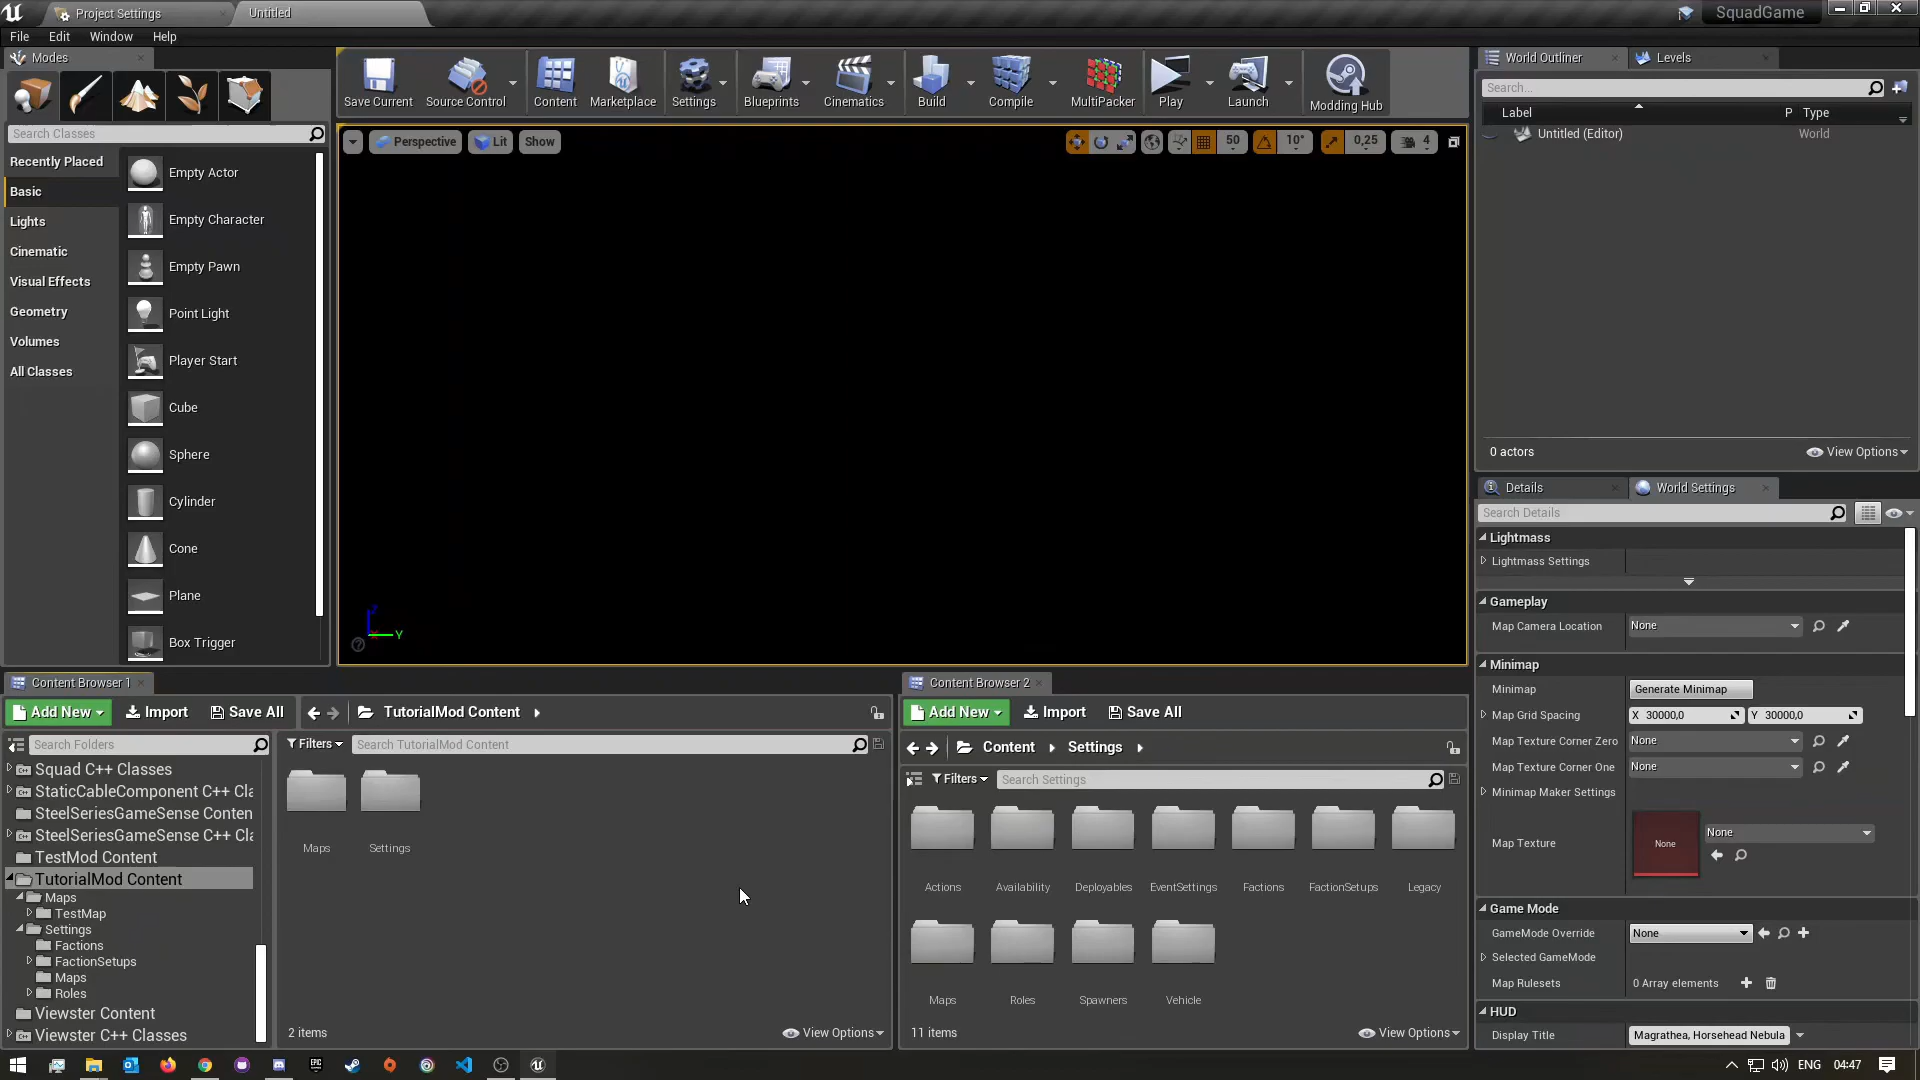 Project Settings
Untitled
SquadGame
File Edit Window Help
Modes
Save Current
Source Control
Content
Marketplace
Settings
Blueprints
Cinematics
Build
Compile
MultiPacker
Play
Launch
Modding Hub
Search Classes
Recently Placed
Basic
Lights
Cinematic
Visual Effects
Geometry
Volumes
All Classes
Empty Actor
Empty Character
Empty Pawn
Point Light
Player Start
Cube
Sphere
Cylinder
Cone
Plane
Box Trigger
Perspective
Lit
Show
50
10°
0,25
4
Y
World Outliner
Levels
Search...
Label
P
Type
Untitled (Editor)
World
0 actors
View Options
Details
World Settings
Search Details
Lightmass
Lightmass Settings
Gameplay
Map Camera Location
None
Minimap
Minimap
Generate Minimap
Map Grid Spacing
X 30000,0
Y 30000,0
Map Texture Corner Zero
None
Map Texture Corner One
None
Minimap Maker Settings
Map Texture
None
None
Game Mode
GameMode Override
None
Selected GameMode
Map Rulesets
0 Array elements
HUD
Display Title
Magrathea, Horsehead Nebula
Content Browser 1
Add New
Import
Save All
TutorialMod Content
Search Folders
Filters
Search TutorialMod Content
Squad C++ Classes
StaticCableComponent C++ Cla
SteelSeriesGameSense Conten
SteelSeriesGameSense C++ Cla
TestMod Content
TutorialMod Content
Maps
TestMap
Settings
Factions
FactionSetups
Maps
Roles
Viewster Content
Viewster C++ Classes
Maps
Settings
2 items
View Options
Content Browser 2
Add New
Import
Save All
Content
Settings
Filters
Search Settings
Actions
Availability
Deployables
EventSettings
Factions
FactionSetups
Legacy
Maps
Roles
Spawners
Vehicle
11 items
View Options
EPIC
ENG
04:47